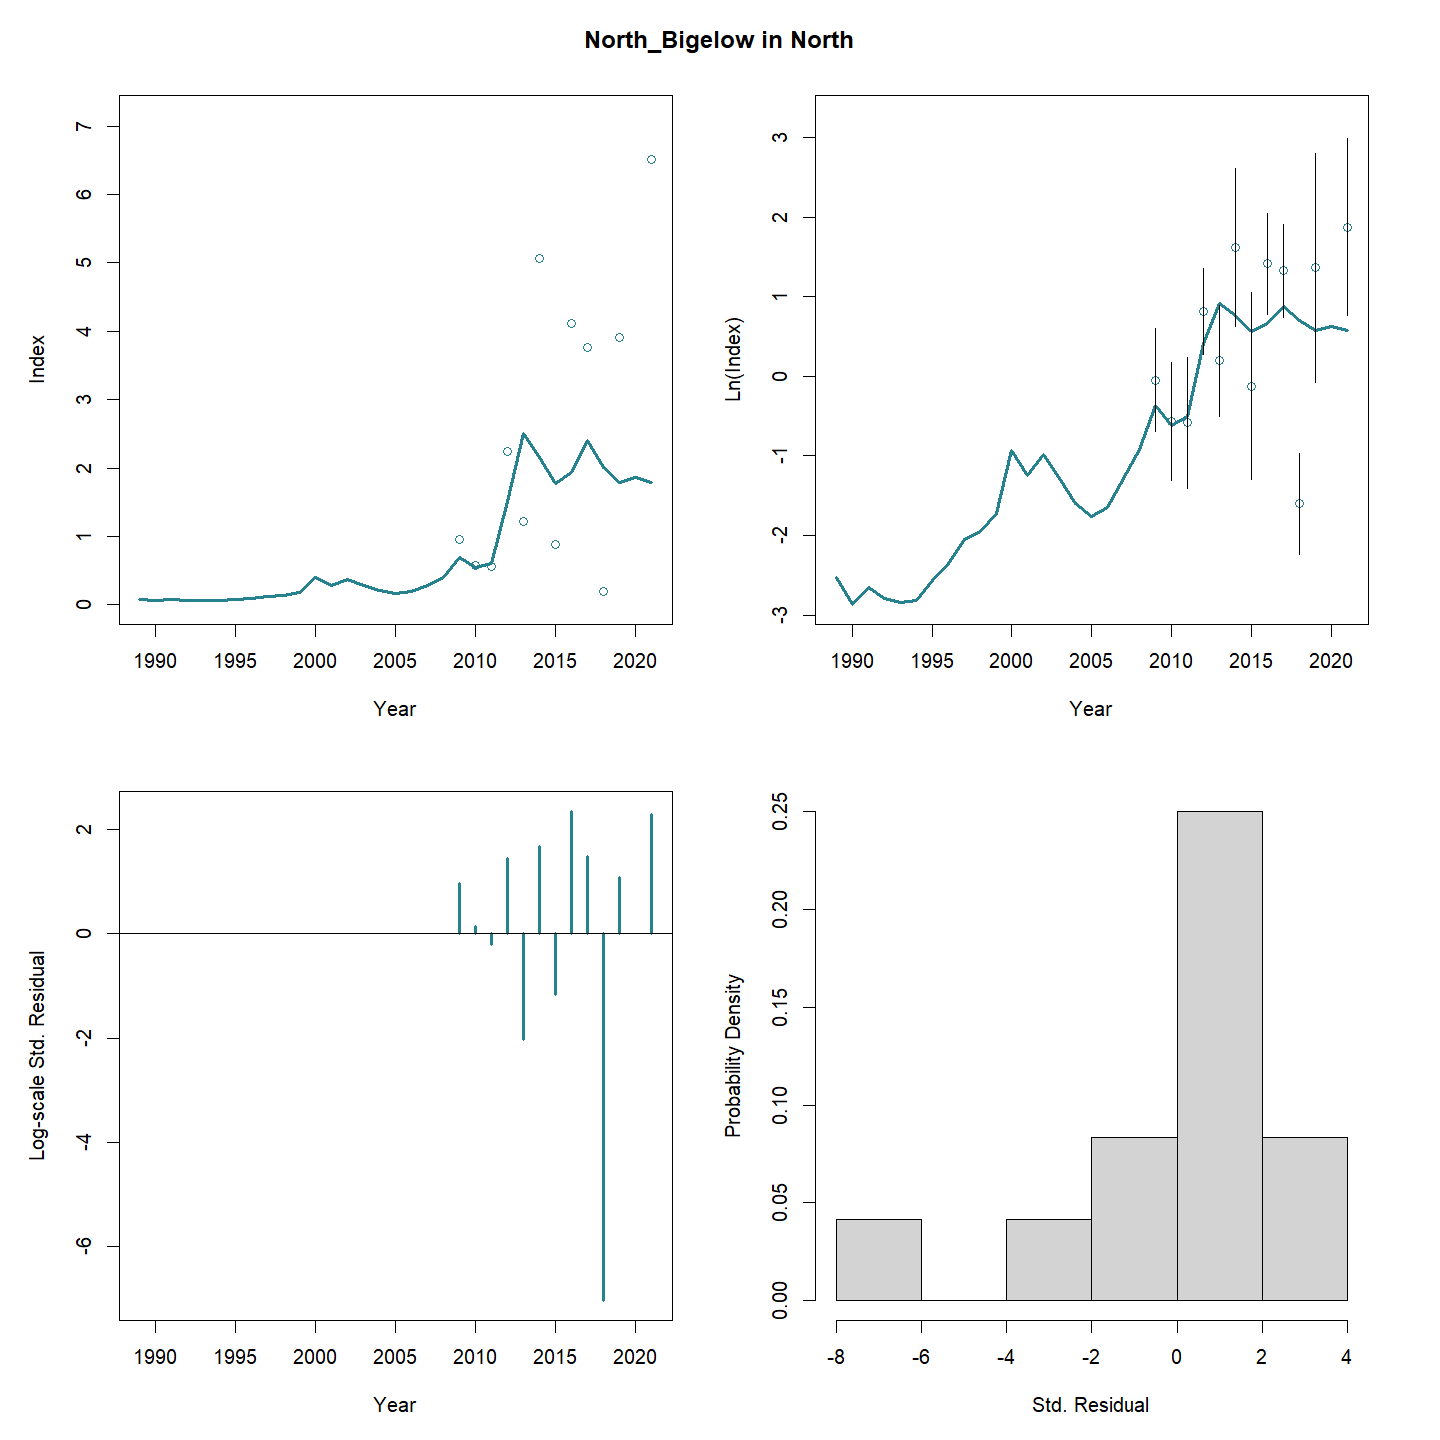 North_Bigelow in North
Index
7
6
5
4
3
2
1
0
1990 1995 2000 2005 2010 2015 2020
Year
Ln(Index)
3
2
1
0
-1
-2
-3
1990 1995 2000 2005 2010 2015 2020
Year
Log-scale Std. Residual
2
0
-2
-4
-6
1990 1995 2000 2005 2010 2015 2020
Year
Probability Density
0.25
0.20
0.15
0.10
0.05
0.00
-8 -6 -4 -2 0 2 4
Std. Residual